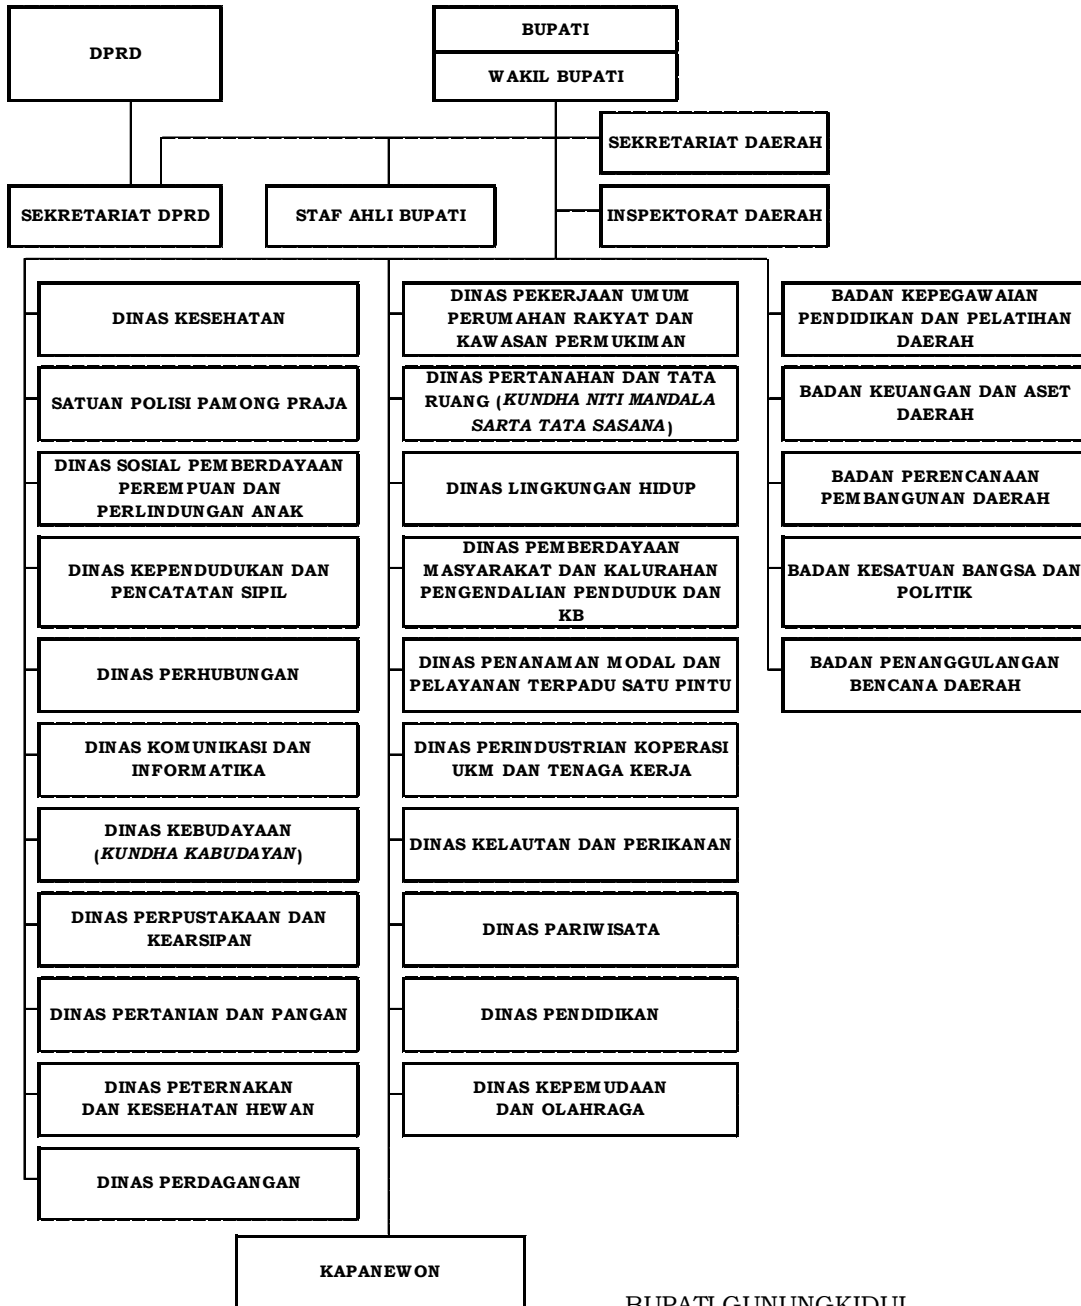 DPRD
BUPATI
WAKIL BUPATI
SEKRETARIAT DAERAH
SEKRETARIAT DPRD
STAF AHLI BUPATI
INSPEKTORAT DAERAH
DINAS KESEHATAN
SATUAN POLISI PAMONG PRAJA
DINAS SOSIAL PEMBERDAYAAN
PEREMPUAN DAN
PERLINDUNGAN ANAK
DINAS KEPENDUDUKAN DAN
PENCATATAN SIPIL
DINAS PERHUBUNGAN
DINAS KOMUNIKASI DAN
INFORMATIKA
DINAS KEBUDAYAAN
(KUNDHA KABUDAYAN)
DINAS PERPUSTAKAAN DAN
KEARSIPAN
DINAS PERTANIAN DAN PANGAN
DINAS PETERNAKAN
DAN KESEHATAN HEWAN
DINAS PERDAGANGAN
DINAS PEKERJAAN UMUM
PERUMAHAN RAKYAT DAN
KAWASAN PERMUKIMAN
DINAS PERTANAHAN DAN TATA
RUANG (KUNDHA NITI MANDALA
SARTA TATA SASANA)
DINAS LINGKUNGAN HIDUP
DINAS PEMBERDAYAAN
MASYARAKAT DAN KALURAHAN
PENGENDALIAN PENDUDUK DAN
KB
DINAS PENANAMAN MODAL DAN
PELAYANAN TERPADU SATU PINTU
DINAS PERINDUSTRIAN KOPERASI
UKM DAN TENAGA KERJA
DINAS KELAUTAN DAN PERIKANAN
DINAS PARIWISATA
DINAS PENDIDIKAN
DINAS KEPEMUDAAN
DAN OLAHRAGA
BADAN KEPEGAWAIAN
PENDIDIKAN DAN PELATIHAN
DAERAH
BADAN KEUANGAN DAN ASET
DAERAH
BADAN PERENCANAAN
PEMBANGUNAN DAERAH
BADAN KESATUAN BANGSA DAN
POLITIK
BADAN PENANGGULANGAN
BENCANA DAERAH
KAPANEWON
BUPATI GUNUNGKIDUL